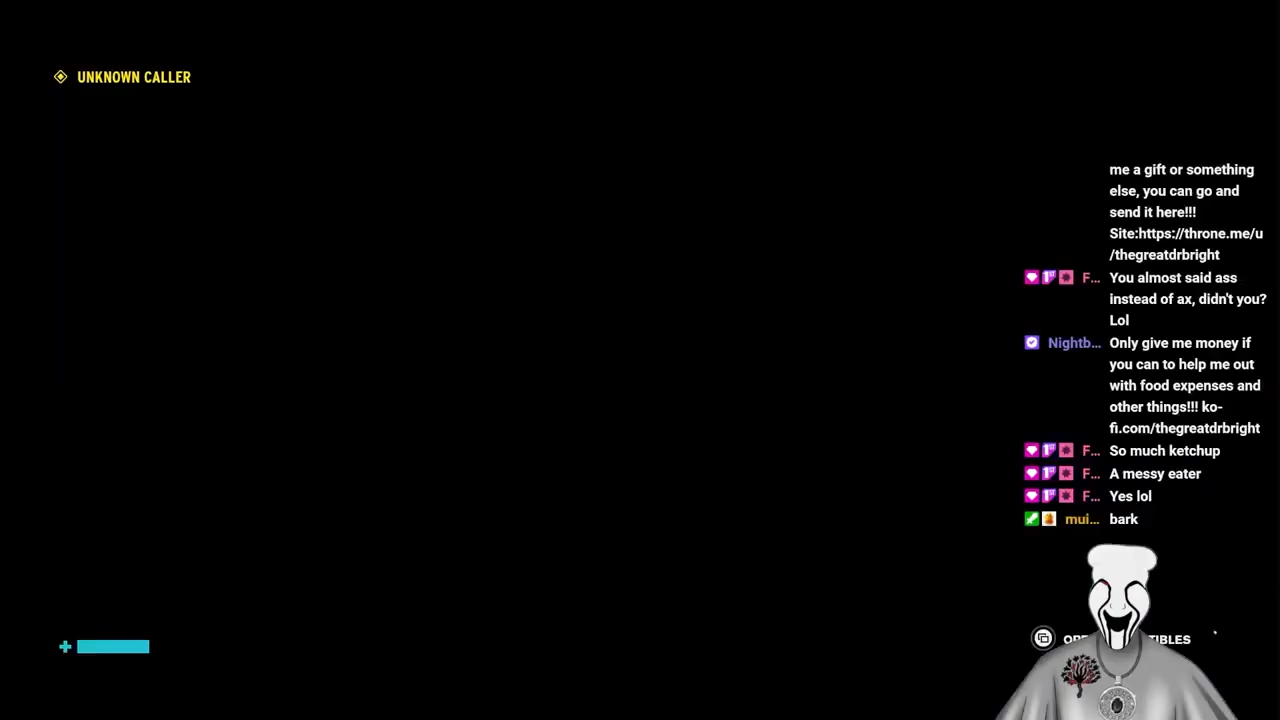 UNKNOWN CALLER
me a gift or something
else, you can go and
send it here!!!
Site:https://throne.me/u
/thegreatdrbright
F... You almost said ass
instead of ax, didn't you?
Lol
Nightb... Only give me money if
you can to help me out
with food expenses and
other things!!! ko-
fi.com/thegreatdrbright
F... So much ketchup
F... A messy eater
F... Yes lol
mui... bark